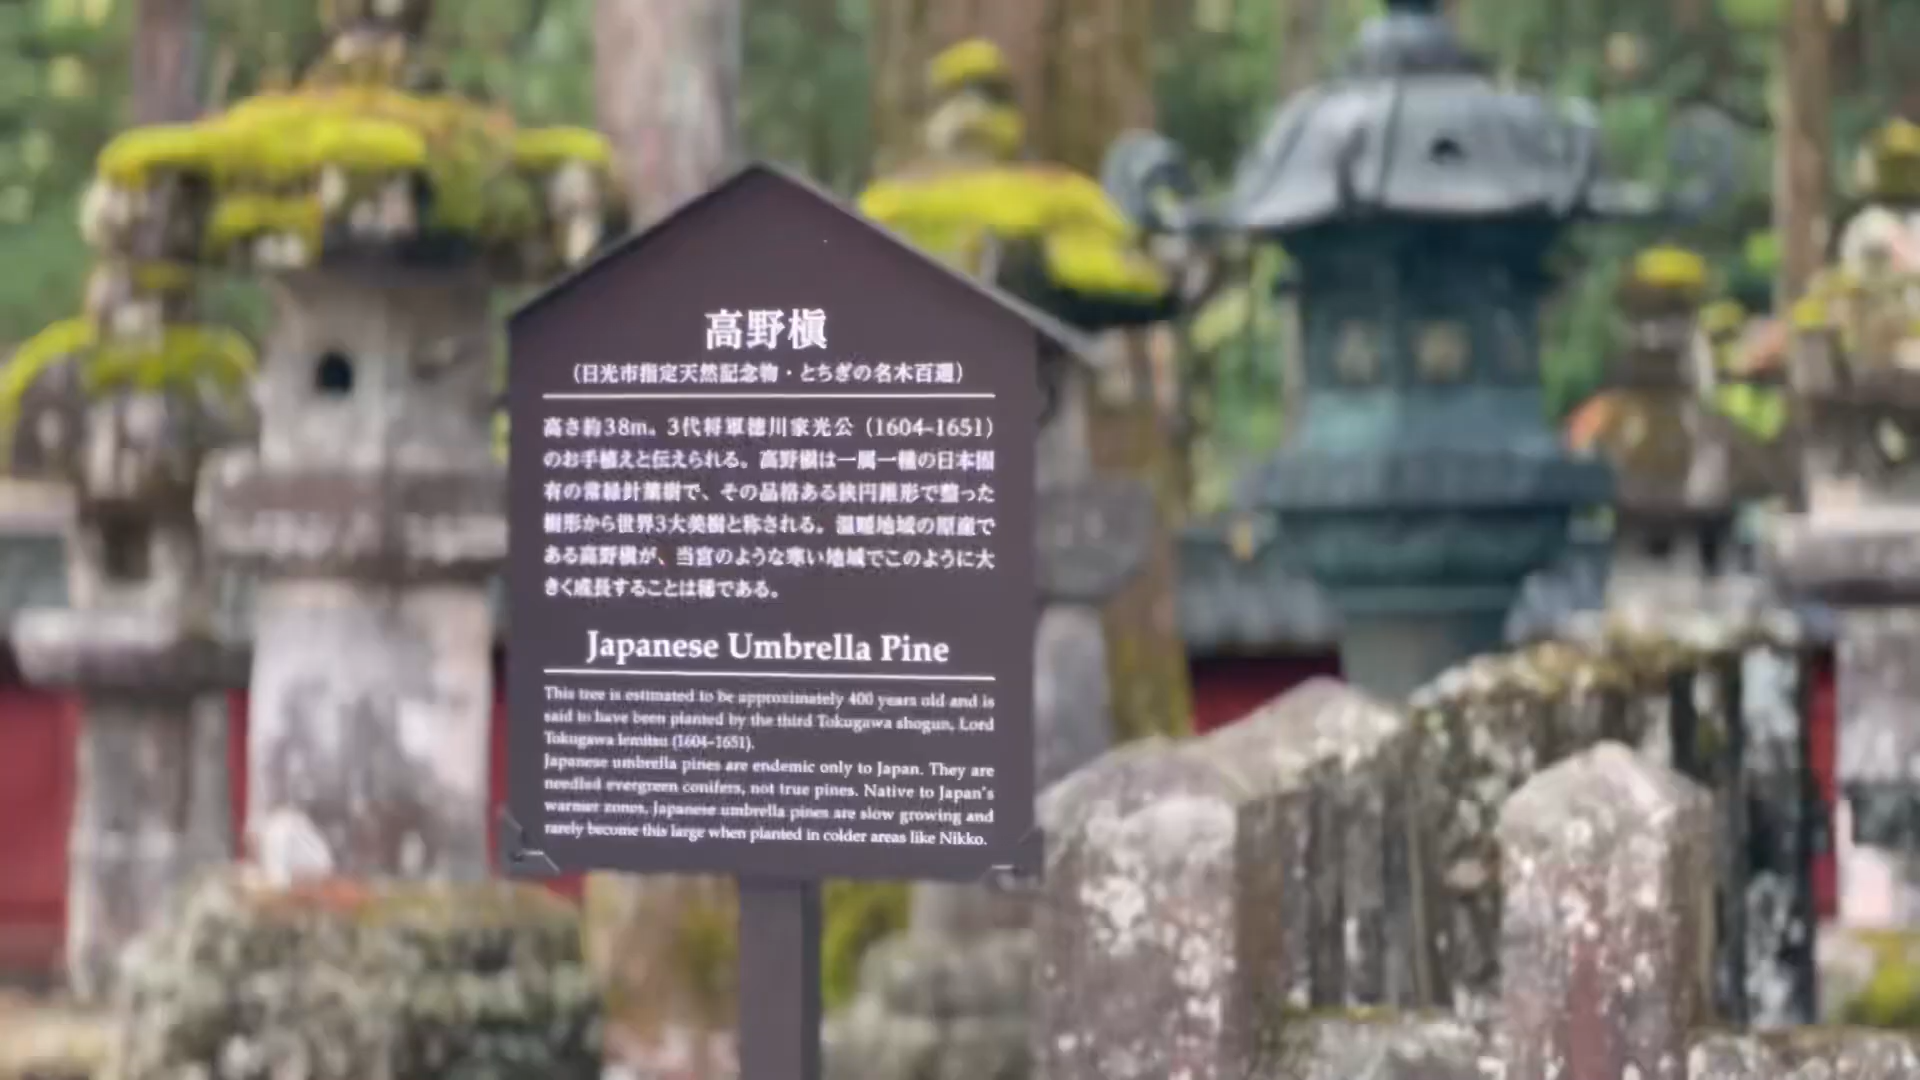 高野槇
（日光市指定天然記念物・とちぎの名木百選）
高さ約38m。3代将軍徳川家光公（1604-1651）
のお手植えと伝えられる。高野槇は一属一種の日本固
有の常緑針葉樹で、その品格ある狭円錐形で整った
樹形から世界3大美樹と称される。温暖地域の原産で
ある高野槇が、当宮のような寒い地域でこのように大
きく成長することは稀である。
Japanese Umbrella Pine
This tree is estimated to be approximately 400 years old and is
said to have been planted by the third Tokugawa shogun, Lord
Tokugawa Iemitsu (1604-1651).
Japanese umbrella pines are endemic only to Japan. They are
needled evergreen conifers, not true pines. Native to Japan's
warmer zones, Japanese umbrella pines are slow growing and
rarely become this large when planted in colder areas like Nikko.